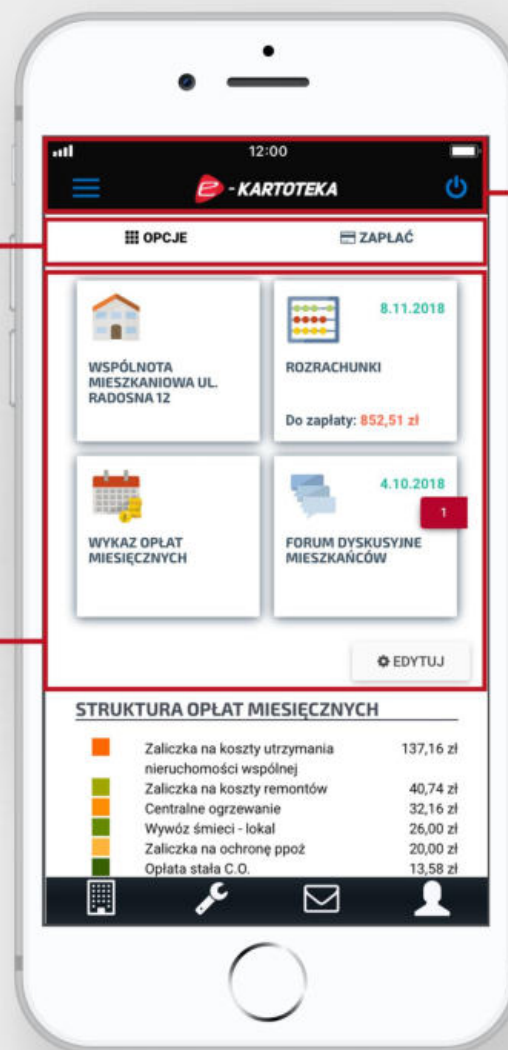 12:00
e - KARTOTEKA
OPCJE
ZAPŁAĆ
WSPÓLNOTA
MIESZKANIOWA UL.
RADOSNA 12
8.11.2018
ROZRACHUNKI
Do zapłaty: 852,51 zł
WYKAZ OPŁAT
MIESIĘCZNYCH
4.10.2018
1
FORUM DYSKUSYJNE
MIESZKAŃCÓW
EDYTUJ
STRUKTURA OPŁAT MIESIĘCZNYCH
Zaliczka na koszty utrzymania 137,16 zł
nieruchomości wspólnej
Zaliczka na koszty remontów 40,74 zł
Centralne ogrzewanie 32,16 zł
Wywóz śmieci - lokal 26,00 zł
Zaliczka na ochronę ppoż 20,00 zł
Opłata stała C.O. 13,58 zł